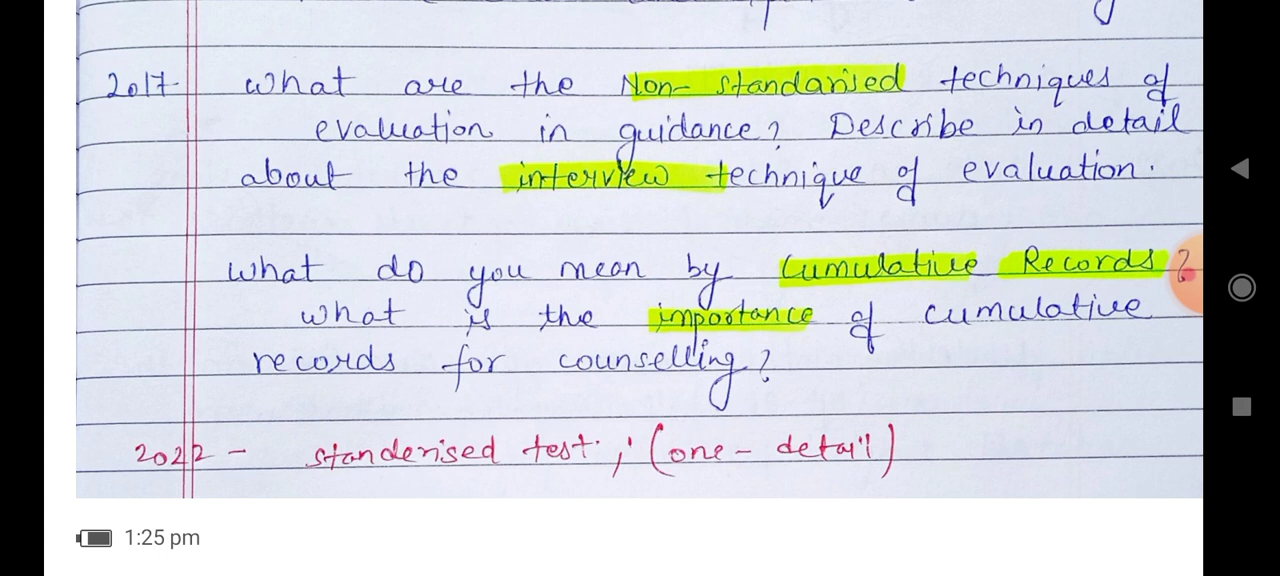 2017- What are the Non-standarised techniques of
evaluation in guidance? Describe in detail
about the interview technique of evaluation.
What do you mean by Cumulative Records?
What is the importance of cumulative
records for counselling?
2022 - standerised test; (one-detail)
1:25 pm